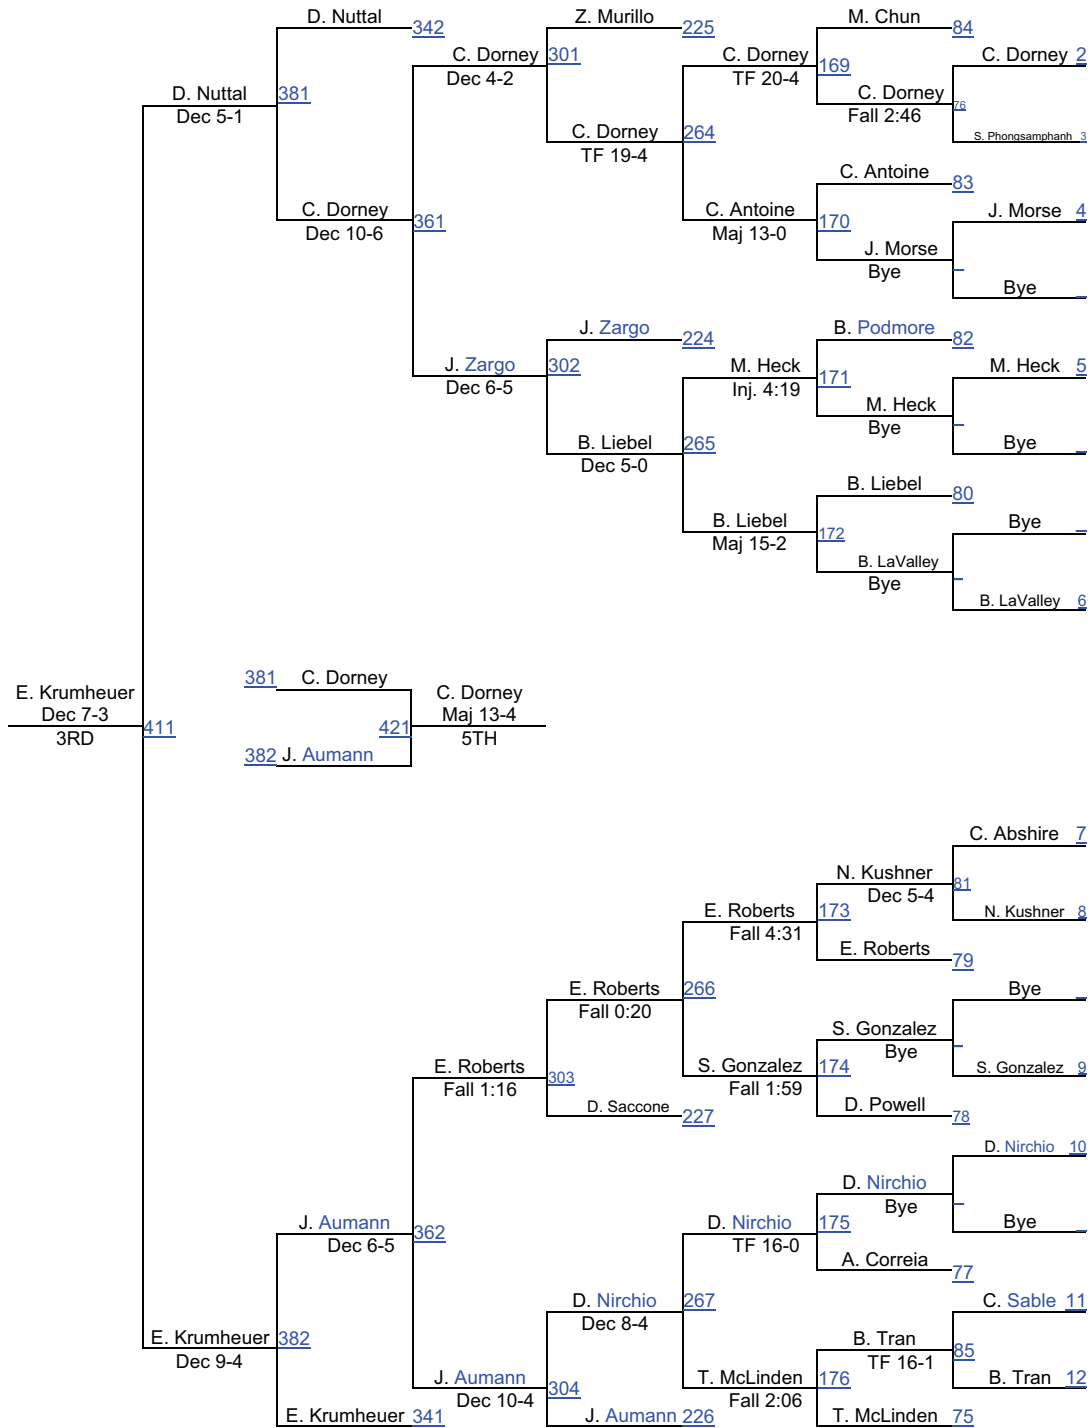 D. Nuttal 342 Z. Murillo 225 M. Chun 84
C. Dorney 301 C. Dorney 169 C. Dorney 2
Dec 4-2 TF 20-4
D. Nuttal 381 C. Dorney 76
Dec 5-1 Fall 2:46
C. Dorney 264 S. Phongsamphanh 3
TF 19-4
C. Antoine 83
C. Dorney 361 C. Antoine 170 J. Morse 4
Dec 10-6 Maj 13-0
J. Morse -
Bye
Bye _
J. Zargo 224 B. Podmore 82
J. Zargo 302 M. Heck 171 M. Heck 5
Dec 6-5 Inj. 4:19
M. Heck -
Bye
B. Liebel 265 Bye _
Dec 5-0
B. Liebel 80
B. Liebel 172 Bye _
Maj 15-2
B. LaValley -
Bye
B. LaValley 6
381 C. Dorney
E. Krumheuer C. Dorney
Dec 7-3 411 421 Maj 13-4
3RD 5TH
382 J. Aumann
C. Abshire 7
N. Kushner 81
Dec 5-4
E. Roberts 173 N. Kushner 8
Fall 4:31
E. Roberts 79
E. Roberts 266 Bye _
Fall 0:20
S. Gonzalez -
Bye
E. Roberts 303 S. Gonzalez 174 S. Gonzalez 9
Fall 1:16 Fall 1:59
D. Saccone 227 D. Powell 78
D. Nirchio 10
D. Nirchio -
Bye
J. Aumann 362 D. Nirchio 175 Bye _
Dec 6-5 TF 16-0
A. Correia 77
D. Nirchio 267 C. Sable 11
Dec 8-4
E. Krumheuer 382 B. Tran 85
Dec 9-4 TF 16-1
J. Aumann 304 T. McLinden 176 B. Tran 12
Dec 10-4 Fall 2:06
E. Krumheuer 341 J. Aumann 226 T. McLinden 75